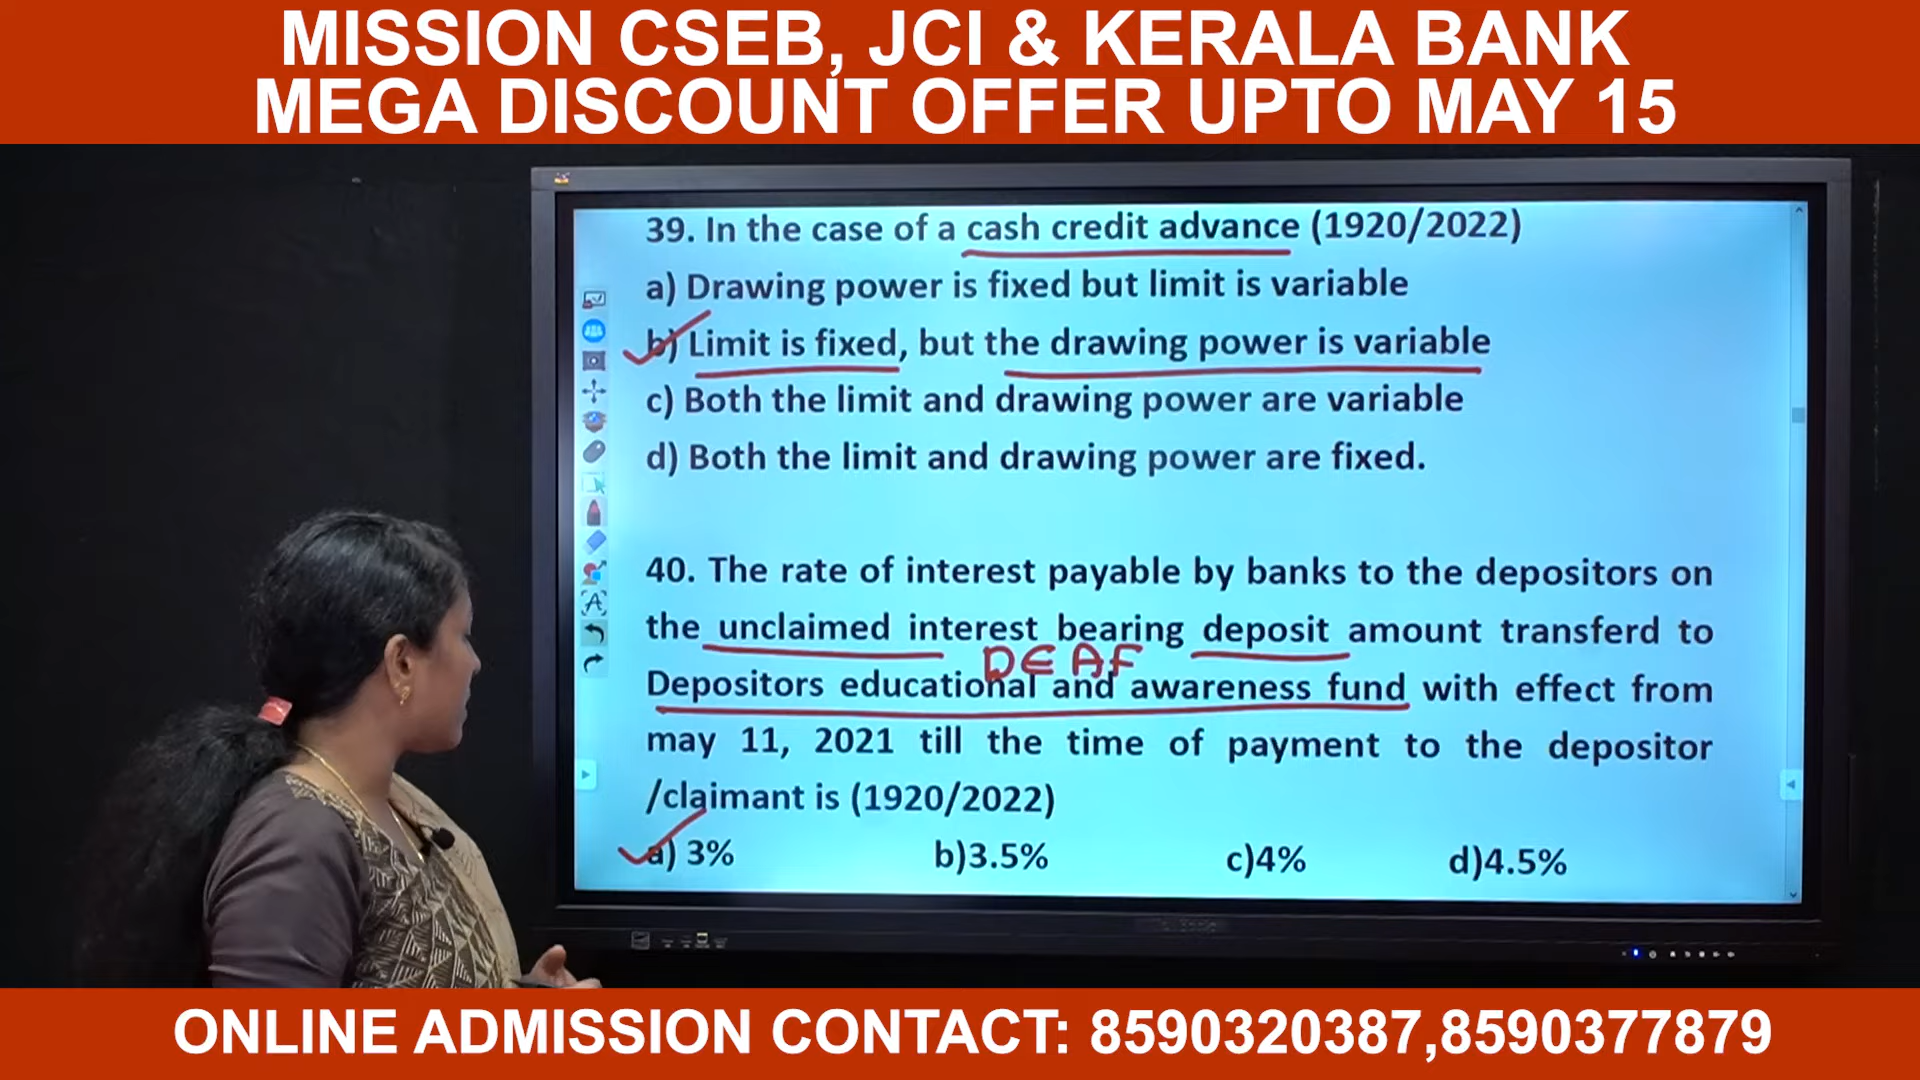 MISSION CSEB, JCI & KERALA BANK
MEGA DISCOUNT OFFER UPTO MAY 15
39. In the case of a cash credit advance (1920/2022)
a) Drawing power is fixed but limit is variable
b) Limit is fixed, but the drawing power is variable
c) Both the limit and drawing power are variable
d) Both the limit and drawing power are fixed.
40. The rate of interest payable by banks to the depositors on
the unclaimed interest bearing deposit amount transferd to
DEAF
Depositors educational and awareness fund with effect from
may 11, 2021 till the time of payment to the depositor
/claimant is (1920/2022)
a) 3% b)3.5% c)4% d)4.5%
ONLINE ADMISSION CONTACT: 8590320387,8590377879